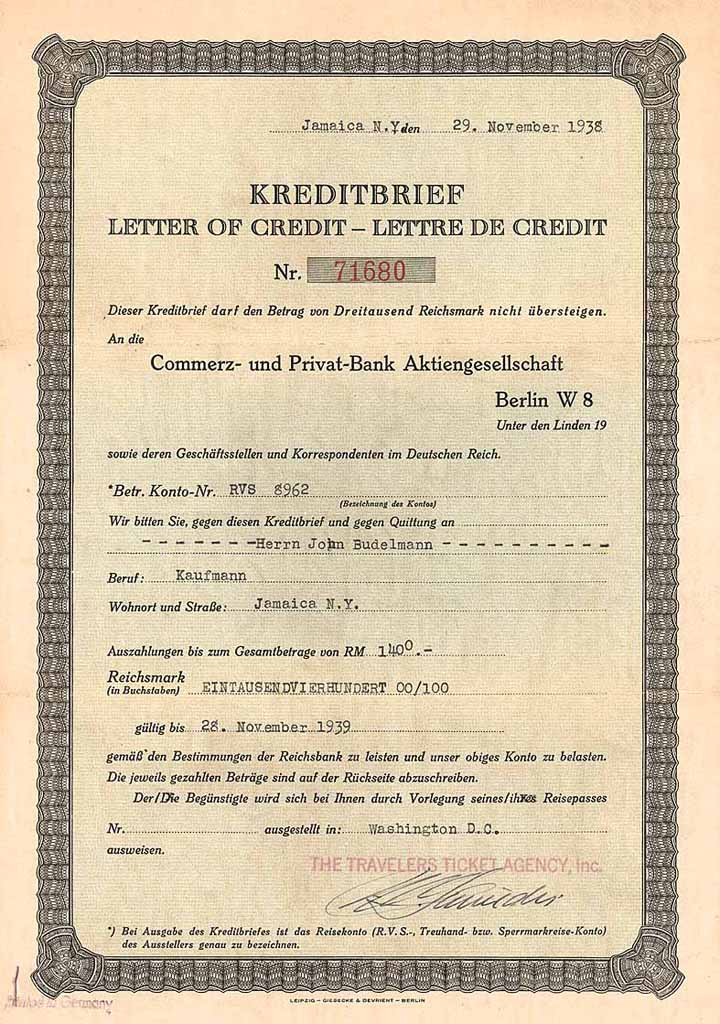 Jamaica N.Y. den 29. November 1938
KREDITBRIEF
LETTER OF CREDIT – LETTRE DE CREDIT
Nr. 71680
Dieser Kreditbrief darf den Betrag von Dreitausend Reichsmark nicht übersteigen.
An die
Commerz- und Privat-Bank Aktiengesellschaft
Berlin W 8
Unter den Linden 19
sowie deren Geschäftsstellen und Korrespondenten im Deutschen Reich.
*Betr. Konto-Nr. RVS 8962
(Bezeichnung des Kontos)
Wir bitten Sie, gegen diesen Kreditbrief und gegen Quittung an
- - - - - - - -Herrn John Budelmann - - - - - - - - - - -
Beruf: Kaufmann
Wohnort und Straße: Jamaica N.Y.
Auszahlungen bis zum Gesamtbetrage von RM 1400.-
Reichsmark
(in Buchstaben) EINTAUSENDVIERHUNDERT 00/100
gültig bis 28. November 1939
gemäß den Bestimmungen der Reichsbank zu leisten und unser obiges Konto zu belasten.
Die jeweils gezahlten Beträge sind auf der Rückseite abzuschreiben.
Der/Die Begünstigte wird sich bei Ihnen durch Vorlegung seines/ihres Reisepasses
Nr. ausgestellt in: Washington D.C.
ausweisen.
THE TRAVELERS TICKET AGENCY, Inc.
*) Bei Ausgabe des Kreditbriefes ist das Reisekonto (R.V.S.-, Treuhand- bzw. Sperrmarkreise-Konto)
des Ausstellers genau zu bezeichnen.
Germany
LEIPZIG – GIESECKE & DEVRIENT – BERLIN